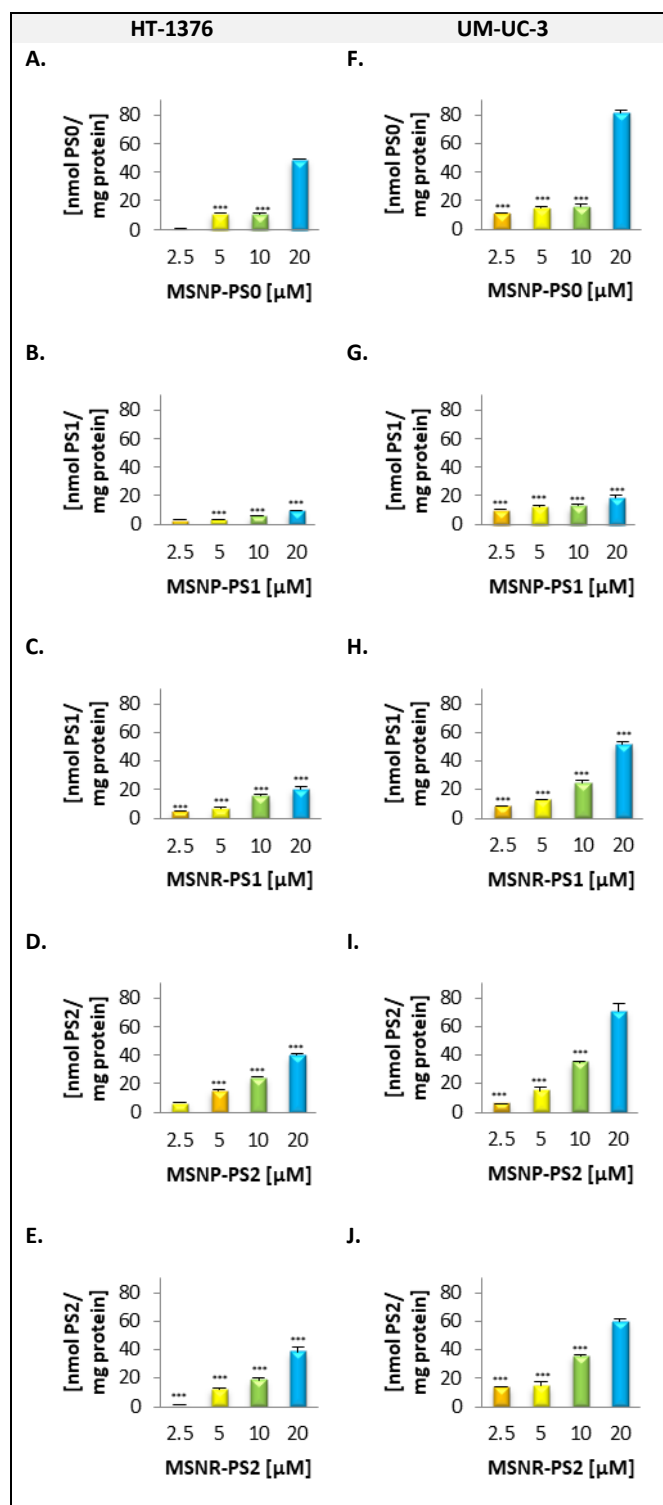 HT-1376 UM-UC-3
A. F.
[nmol PS0/
mg protein]
80
60
40
20
0
*** ***
2.5 5 10 20
MSNP-PS0 [µM]
[nmol PS0/
mg protein]
80
60
40
20
0
*** *** ***
2.5 5 10 20
MSNP-PS0 [µM]
B. G.
[nmol PS1/
mg protein]
80
60
40
20
0
*** *** ***
2.5 5 10 20
MSNP-PS1 [µM]
[nmol PS1/
mg protein]
80
60
40
20
0
*** *** *** ***
2.5 5 10 20
MSNP-PS1 [µM]
C. H.
[nmol PS1/
mg protein]
80
60
40
20
0
*** *** *** ***
2.5 5 10 20
MSNR-PS1 [µM]
[nmol PS1/
mg protein]
80
60
40
20
0
*** *** *** ***
2.5 5 10 20
MSNR-PS1 [µM]
D. I.
[nmol PS2/
mg protein]
80
60
40
20
0
*** *** ***
2.5 5 10 20
MSNP-PS2 [µM]
[nmol PS2/
mg protein]
80
60
40
20
0
*** *** ***
2.5 5 10 20
MSNP-PS2 [µM]
E. J.
[nmol PS2/
mg protein]
80
60
40
20
0
*** *** *** ***
2.5 5 10 20
MSNR-PS2 [µM]
[nmol PS2/
mg protein]
80
60
40
20
0
*** *** ***
2.5 5 10 20
MSNR-PS2 [µM]